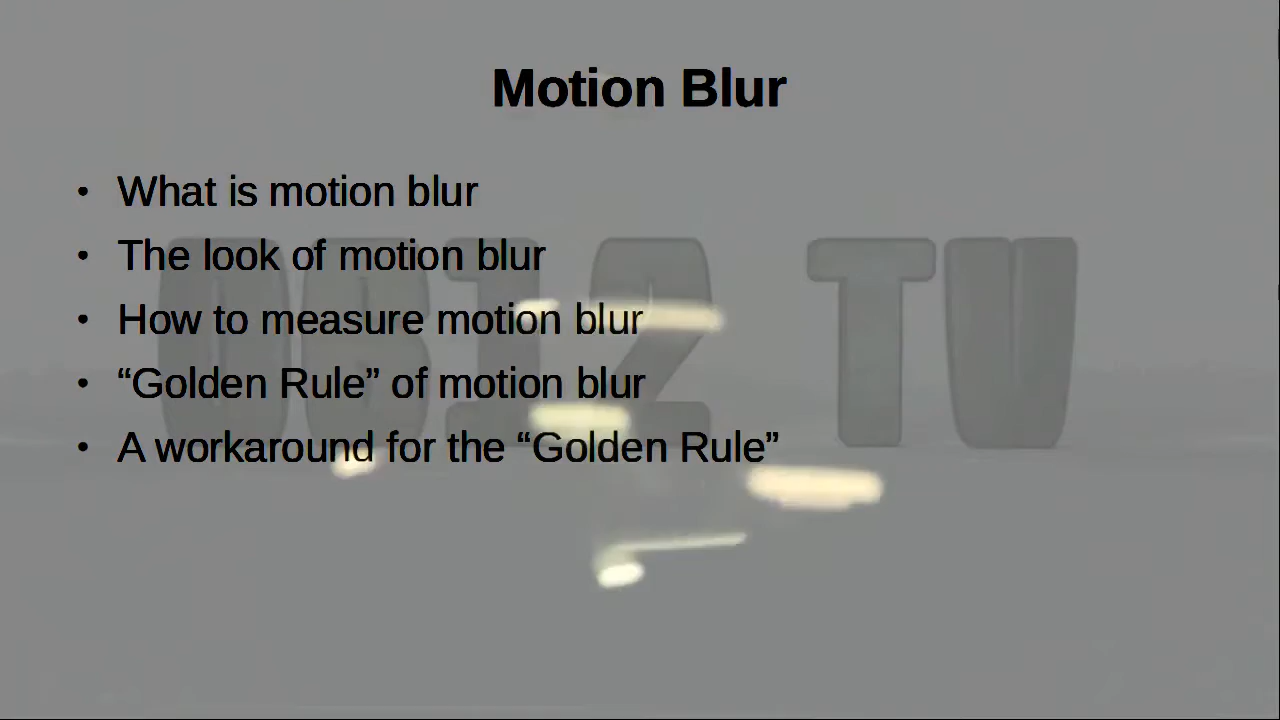 Motion Blur
• What is motion blur
• The look of motion blur
• How to measure motion blur
• “Golden Rule” of motion blur
• A workaround for the “Golden Rule”
OB12 TV